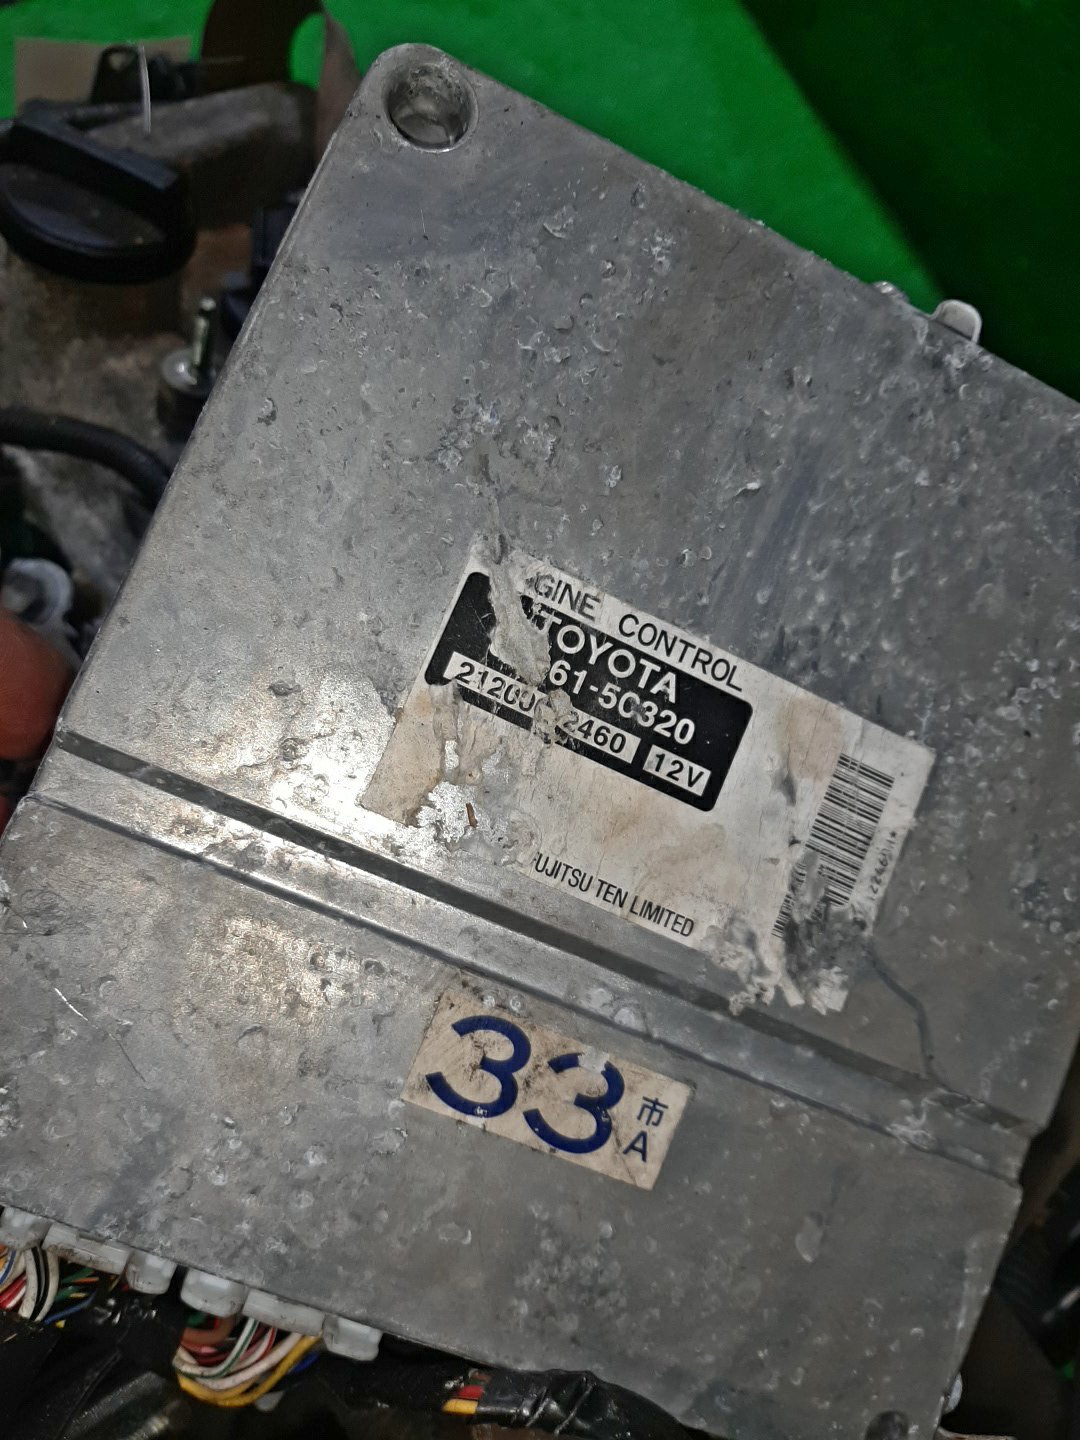 GINE CONTROL
TOYOTA
61-50320
2460 12V
UJITSU TEN LIMITED
33 市
A